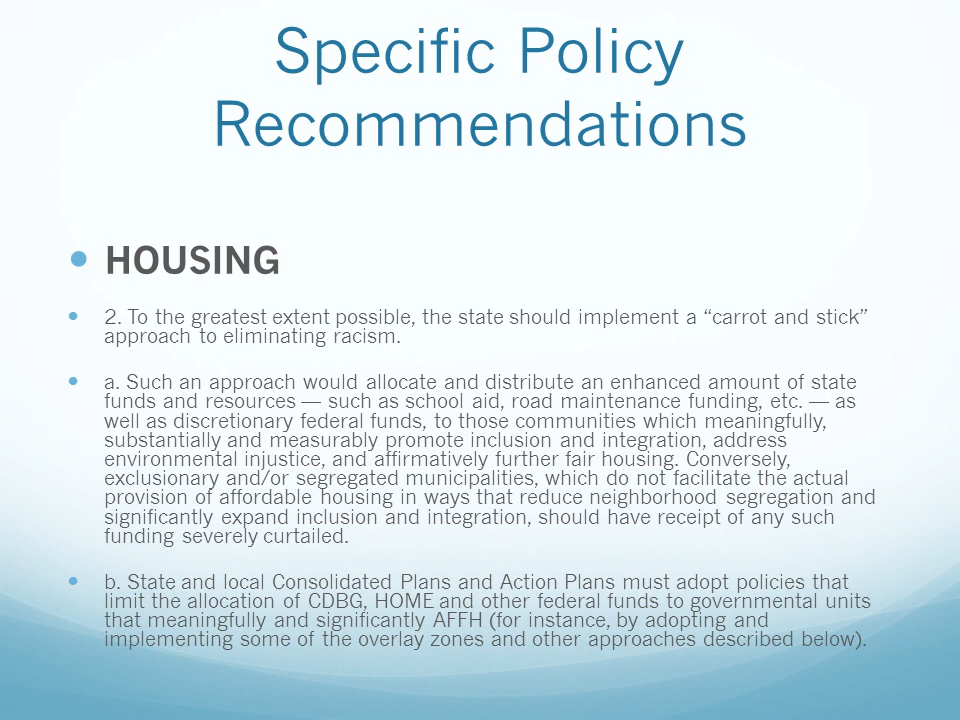 Specific Policy
Recommendations
• HOUSING
• 2. To the greatest extent possible, the state should implement a “carrot and stick”
approach to eliminating racism.
• a. Such an approach would allocate and distribute an enhanced amount of state
funds and resources — such as school aid, road maintenance funding, etc. — as
well as discretionary federal funds, to those communities which meaningfully,
substantially and measurably promote inclusion and integration, address
environmental injustice, and affirmatively further fair housing. Conversely,
exclusionary and/or segregated municipalities, which do not facilitate the actual
provision of affordable housing in ways that reduce neighborhood segregation and
significantly expand inclusion and integration, should have receipt of any such
funding severely curtailed.
• b. State and local Consolidated Plans and Action Plans must adopt policies that
limit the allocation of CDBG, HOME and other federal funds to governmental units
that meaningfully and significantly AFFH (for instance, by adopting and
implementing some of the overlay zones and other approaches described below).